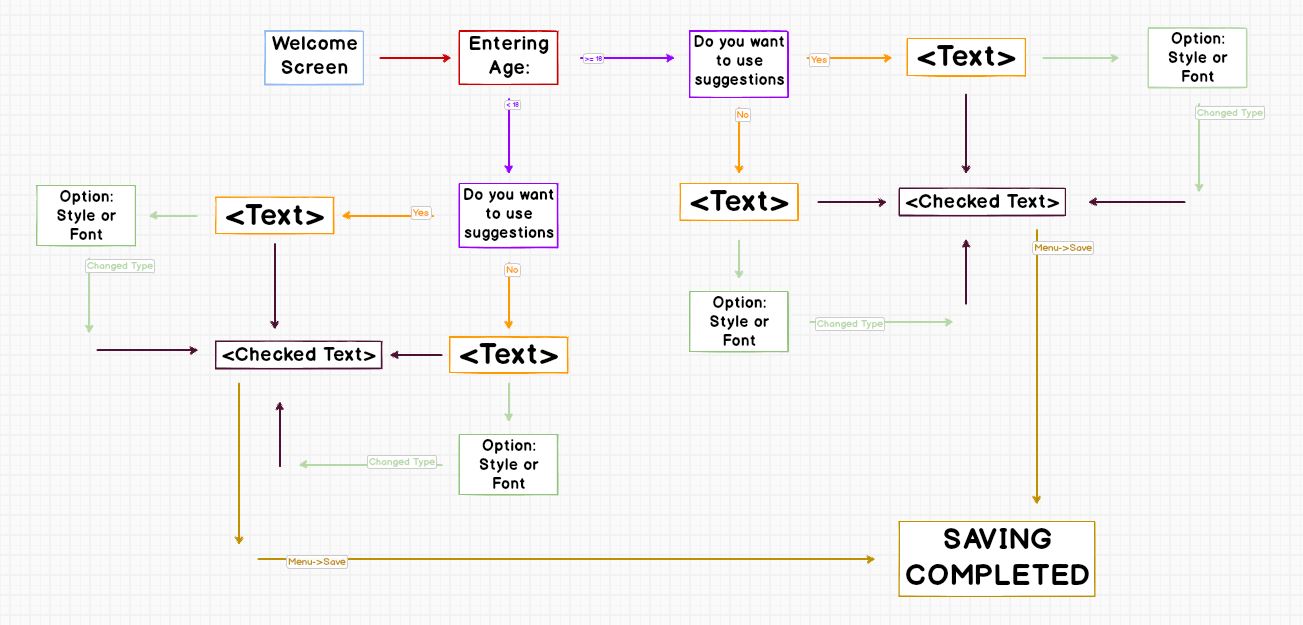 Welcome
Screen
Entering
Age:
>= 18
Do you want
to use
suggestions
Yes
<Text>
Option:
Style or
Font
< 18
No
Changed Type
Option:
Style or
Font
<Text>
Yes
Do you want
to use
suggestions
<Text>
<Checked Text>
Changed Type
No
Menu->Save
Option:
Style or
Font
Changed Type
<Checked Text>
<Text>
Option:
Style or
Font
Changed Type
Menu->Save
SAVING
COMPLETED